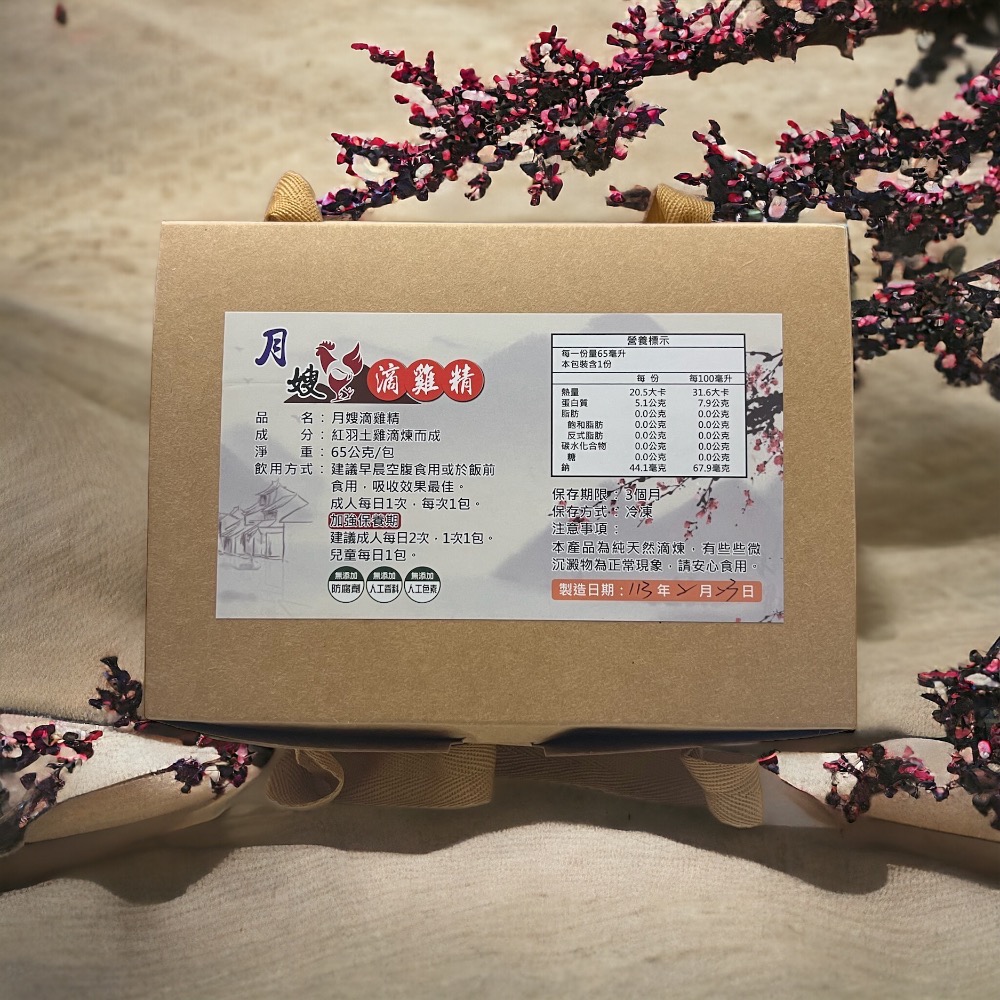 月嫂滴雞精
品　　名：月嫂滴雞精
成　　分：紅羽土雞滴煉而成
淨　　重：65公克/包
飲用方式：建議早晨空腹食用或於飯前
食用，吸收效果最佳。
成人每日1次，每次1包。
加強保養期
建議成人每日2次，1次1包。
兒童每日1包。
無添加 防腐劑
無添加 人工香料
無添加 人工色素
營養標示
每一份量65毫升
本包裝含1份
每 份 每100毫升
熱量 20.5大卡 31.6大卡
蛋白質 5.1公克 7.9公克
脂肪 0.0公克 0.0公克
飽和脂肪 0.0公克 0.0公克
反式脂肪 0.0公克 0.0公克
碳水化合物 0.0公克 0.0公克
糖 0.0公克 0.0公克
鈉 44.1毫克 67.9毫克
保存期限：3個月
保存方式：冷凍
注意事項：
本產品為純天然滴煉，有些些微
沉澱物為正常現象，請安心食用。
製造日期：113年2月23日